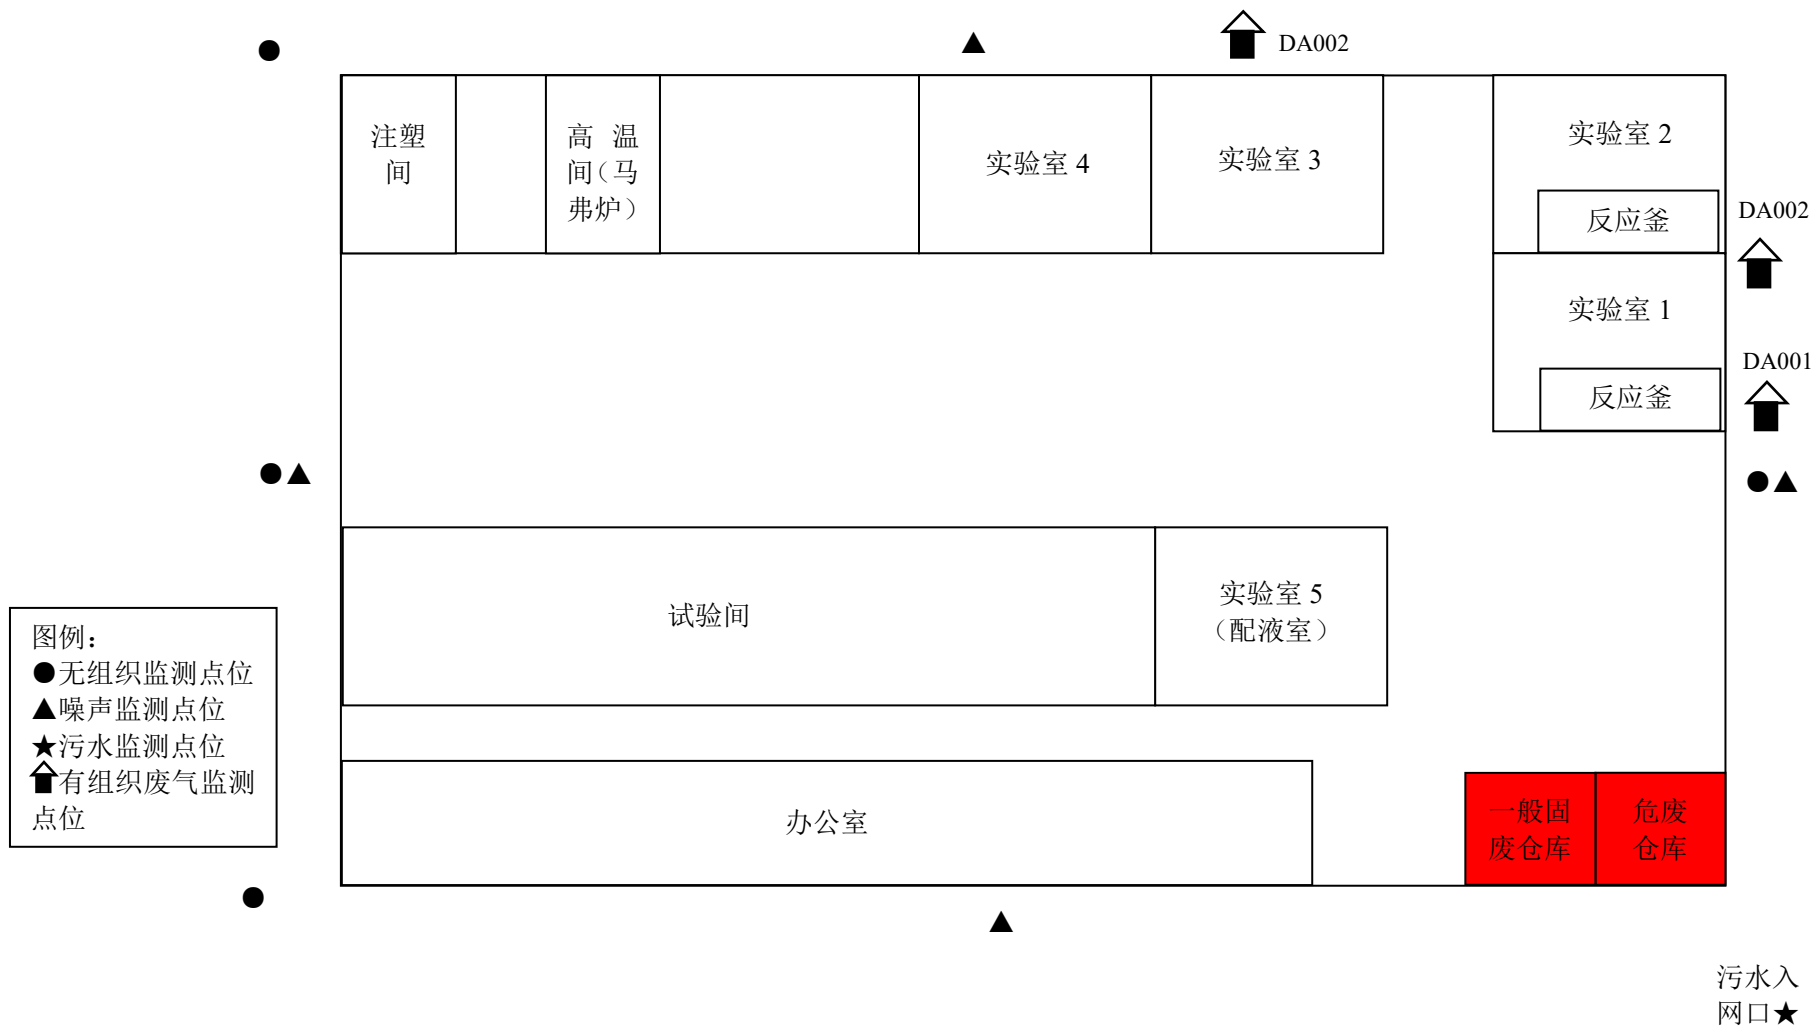 DA002
注塑
间
高 温
间（马
弗炉）
实验室 4
实验室 3
实验室 2
反应釜
DA002
实验室 1
反应釜
DA001
试验间
实验室 5
（配液室）
图例：
●无组织监测点位
▲噪声监测点位
★污水监测点位
有组织废气监测
点位
办公室
一般固
废仓库
危废
仓库
污水入
网口★